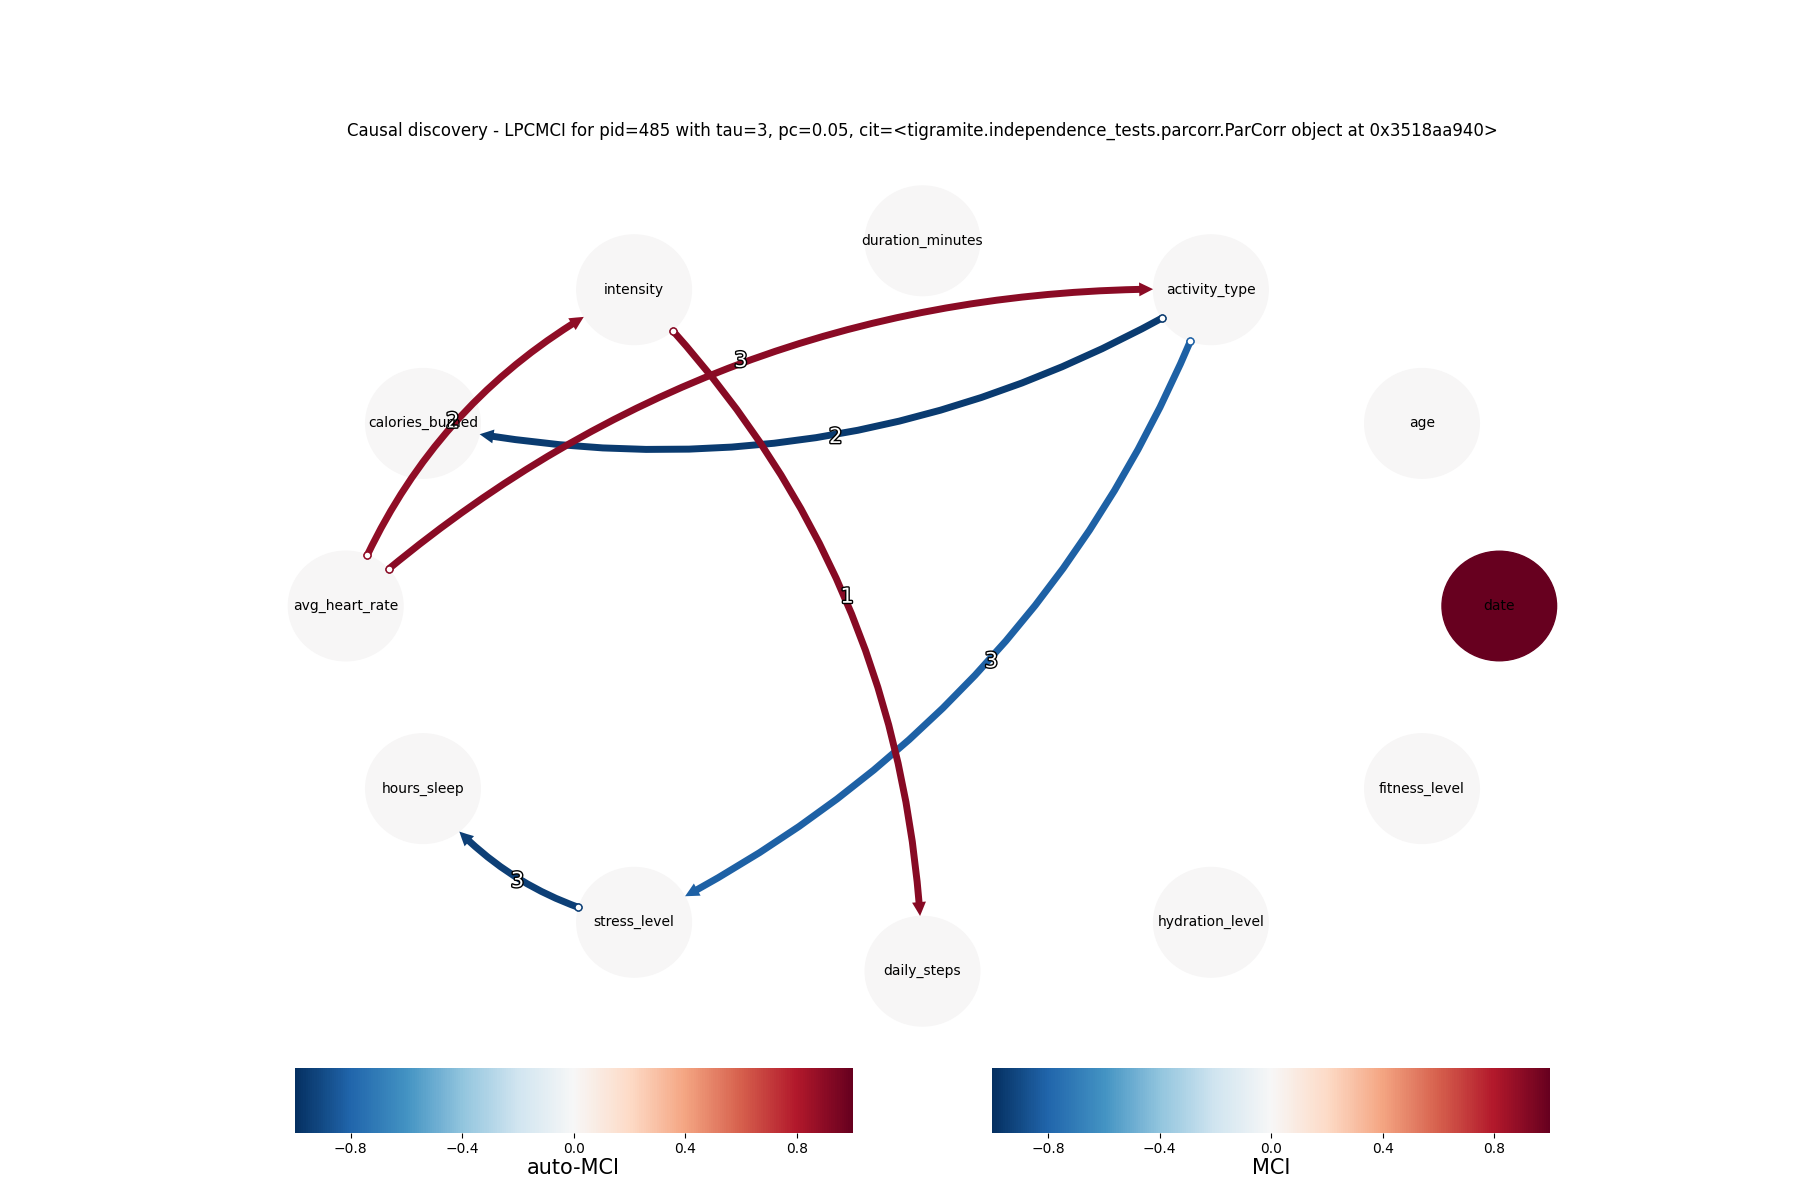 Causal discovery - LPCMCI for pid=485 with tau=3, pc=0.05, cit=<tigramite.independence_tests.parcorr.ParCorr object at 0x3518aa940>
duration_minutes
intensity
activity_type
3
calories_burned
2
age
2
avg_heart_rate
1
date
3
hours_sleep
fitness_level
3
stress_level
hydration_level
daily_steps
−0.8 −0.4 0.0 0.4 0.8
auto-MCI
−0.8 −0.4 0.0 0.4 0.8
MCI